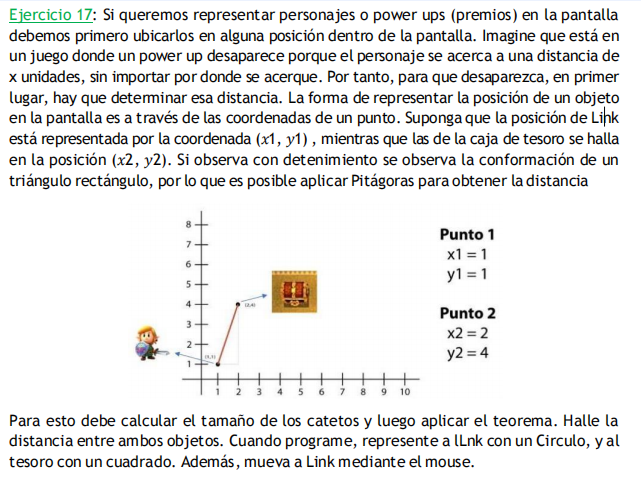 Ejercicio 17: Si queremos representar personajes o power ups (premios) en la pantalla
debemos primero ubicarlos en alguna posición dentro de la pantalla. Imagine que está en
un juego donde un power up desaparece porque el personaje se acerca a una distancia de
x unidades, sin importar por donde se acerque. Por tanto, para que desaparezca, en primer
lugar, hay que determinar esa distancia. La forma de representar la posición de un objeto
en la pantalla es a través de las coordenadas de un punto. Suponga que la posición de Link
está representada por la coordenada (x1, y1) , mientras que las de la caja de tesoro se halla
en la posición (x2, y2). Si observa con detenimiento se observa la conformación de un
triángulo rectángulo, por lo que es posible aplicar Pitágoras para obtener la distancia
8
7
6
5
4
3
2
1
(2,4)
(1,1)
1 2 3 4 5 6 7 8 9 10
Punto 1
x1 = 1
y1 = 1
Punto 2
x2 = 2
y2 = 4
Para esto debe calcular el tamaño de los catetos y luego aplicar el teorema. Halle la
distancia entre ambos objetos. Cuando programe, represente a lLnk con un Circulo, y al
tesoro con un cuadrado. Además, mueva a Link mediante el mouse.